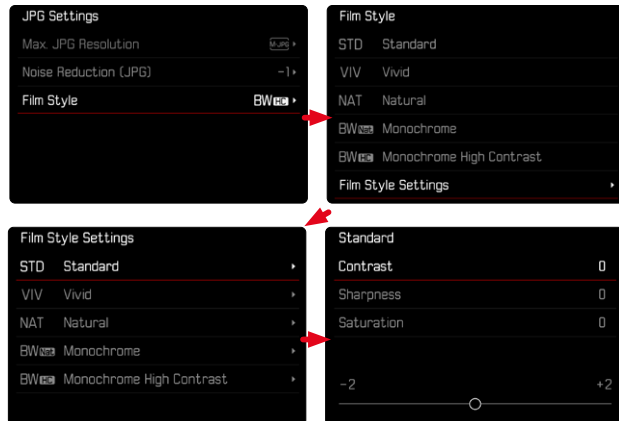 JPG Settings
Max. JPG Resolution M-JPG
Noise Reduction (JPG) -1
Film Style BW HC
Film Style
STD Standard
VIV Vivid
NAT Natural
BW Monochrome
BW HC Monochrome High Contrast
Film Style Settings
Film Style Settings
STD Standard
VIV Vivid
NAT Natural
BW Monochrome
BW HC Monochrome High Contrast
Standard
Contrast 0
Sharpness 0
Saturation 0
-2 +2